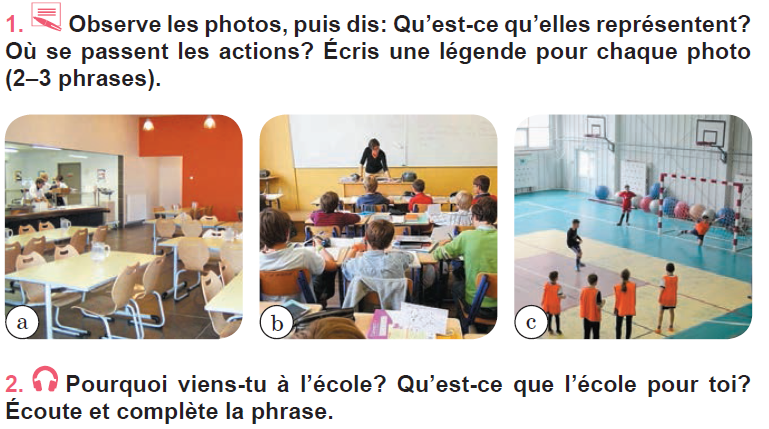 1. Observe les photos, puis dis: Qu’est-ce qu’elles représentent?
Où se passent les actions? Écris une légende pour chaque photo
(2–3 phrases).
a
b
c
2. Pourquoi viens-tu à l’école? Qu’est-ce que l’école pour toi?
Écoute et complète la phrase.